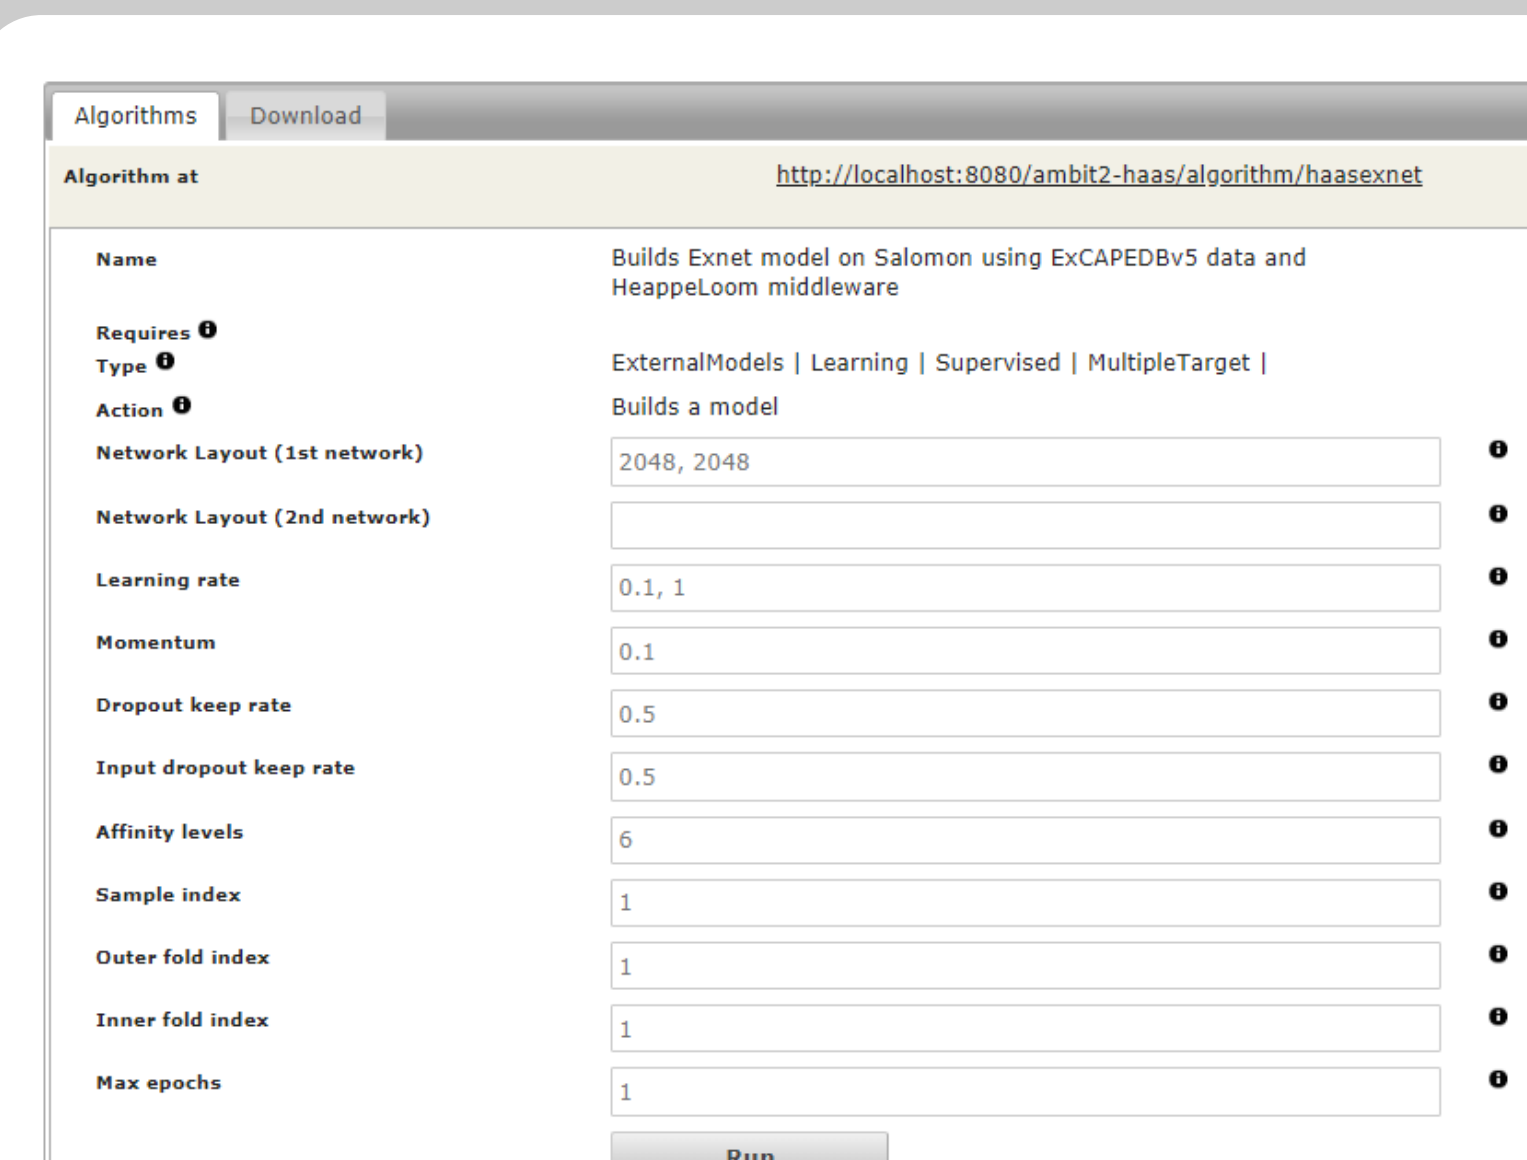 Algorithms Download
Algorithm at http://localhost:8080/ambit2-haas/algorithm/haasexnet
Name Builds Exnet model on Salomon using ExCAPEDBv5 data and
HeappeLoom middleware
Requires
Type ExternalModels | Learning | Supervised | MultipleTarget |
Action Builds a model
Network Layout (1st network) 2048, 2048
Network Layout (2nd network)
Learning rate 0.1, 1
Momentum 0.1
Dropout keep rate 0.5
Input dropout keep rate 0.5
Affinity levels 6
Sample index 1
Outer fold index 1
Inner fold index 1
Max epochs 1
Run